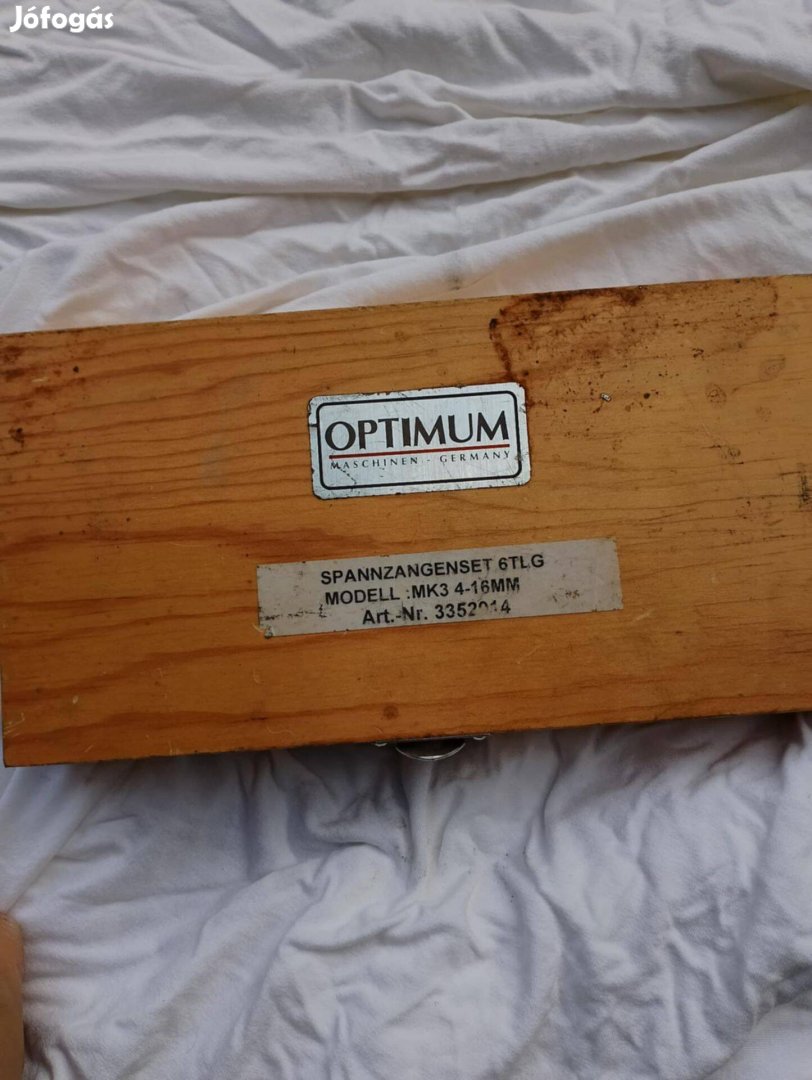 Jófogás
OPTIMUM
MASCHINEN - GERMANY
SPANNZANGENSET 6TLG
MODELL :MK3 4-16MM
Art.-Nr. 3352014